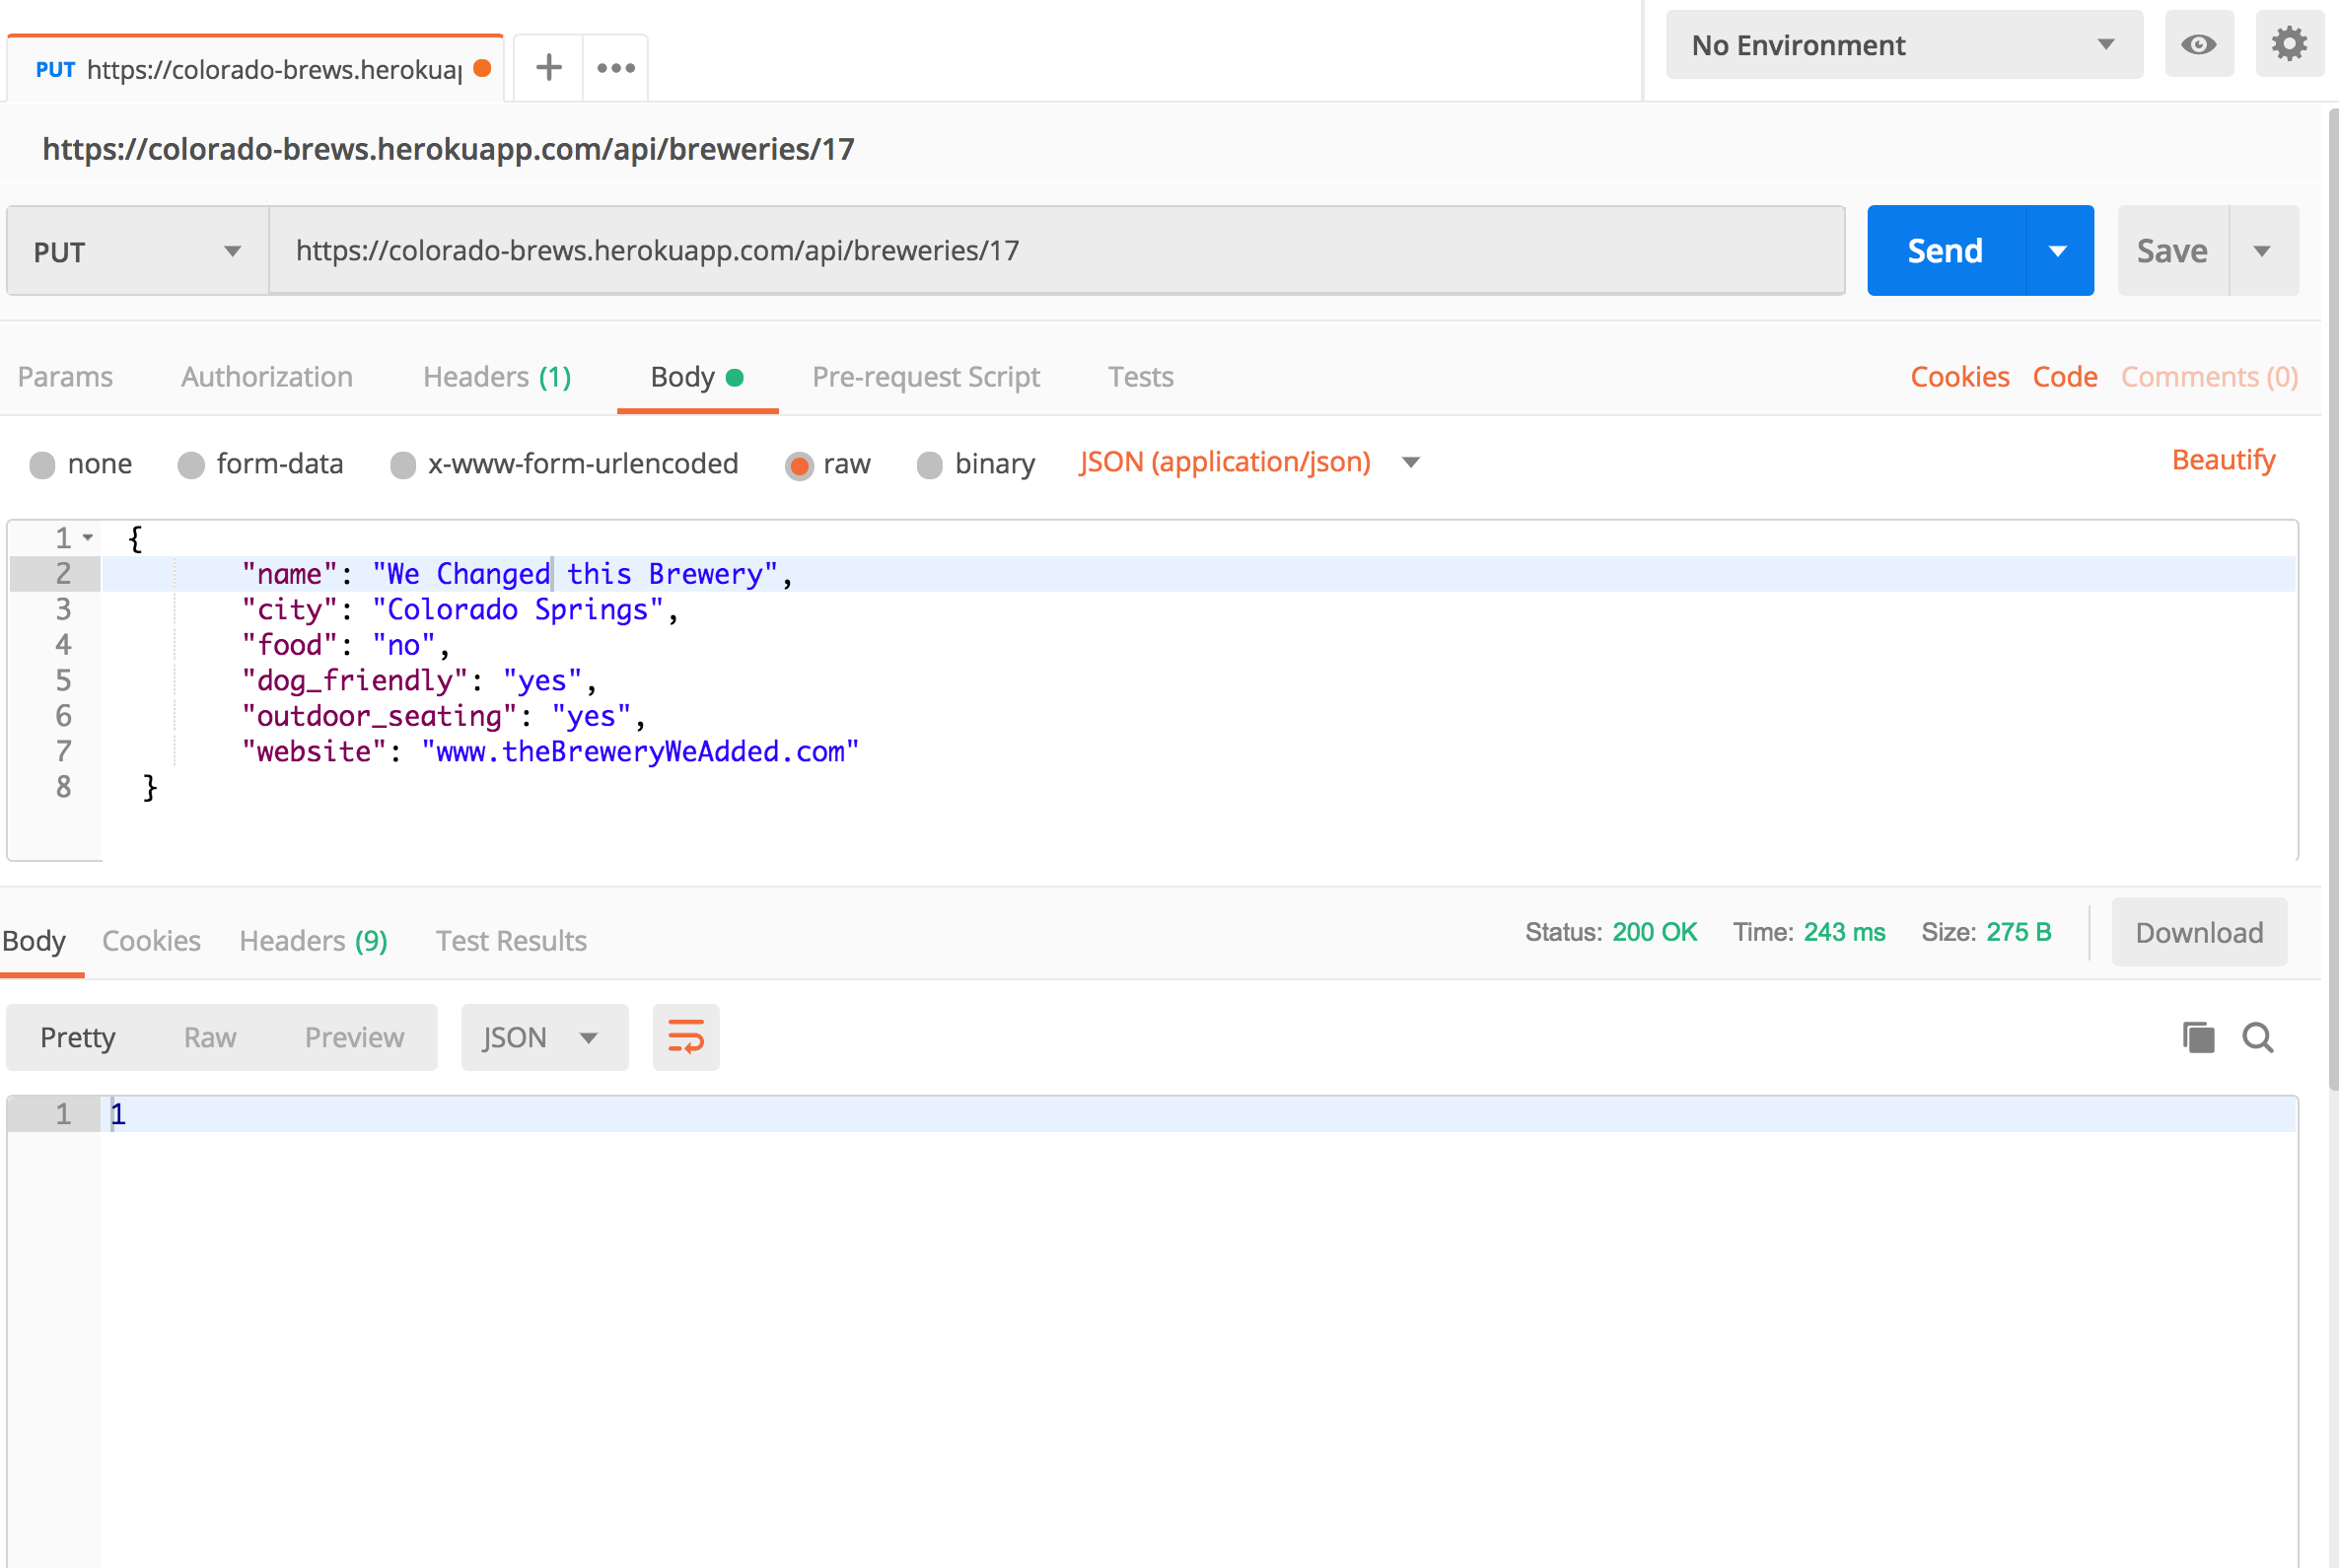 PUT https://colorado-brews.herokuap
No Environment
https://colorado-brews.herokuapp.com/api/breweries/17
PUT https://colorado-brews.herokuapp.com/api/breweries/17 Send Save
Params Authorization Headers (1) Body Pre-request Script Tests Cookies Code Comments (0)
none form-data x-www-form-urlencoded raw binary JSON (application/json) Beautify
1 {
2 "name": "We Changed this Brewery",
3 "city": "Colorado Springs",
4 "food": "no",
5 "dog_friendly": "yes",
6 "outdoor_seating": "yes",
7 "website": "www.theBreweryWeAdded.com"
8 }
Body Cookies Headers (9) Test Results Status: 200 OK Time: 243 ms Size: 275 B Download
Pretty Raw Preview JSON
1 1